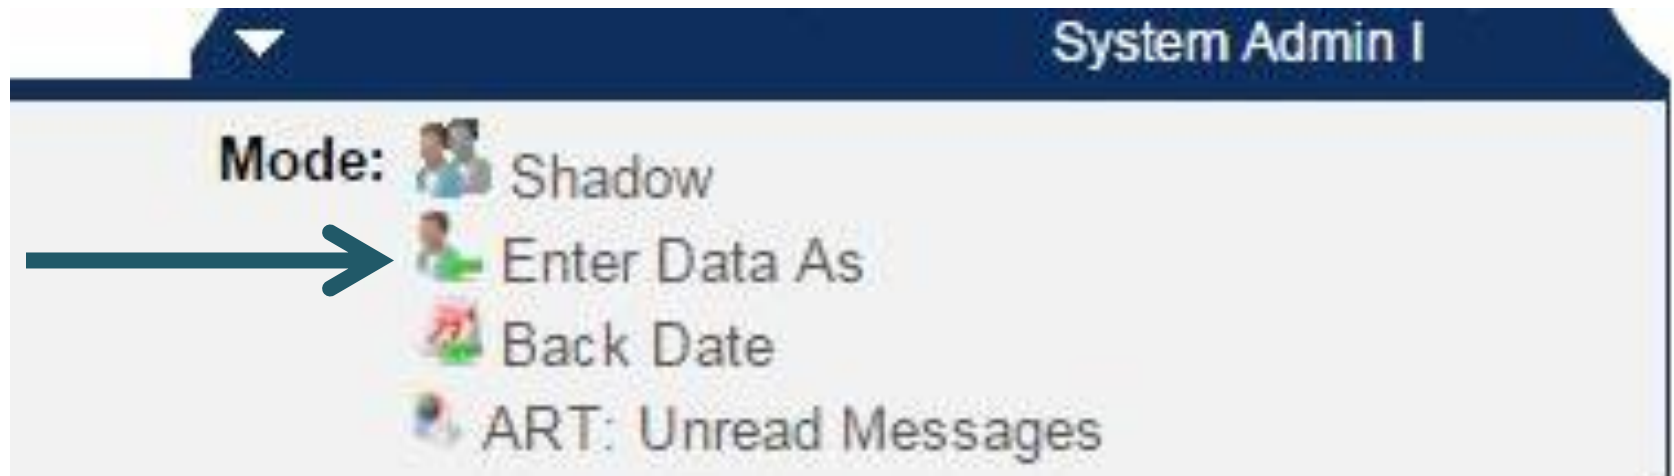 System Admin I
Mode: Shadow
Enter Data As
Back Date
ART: Unread Messages